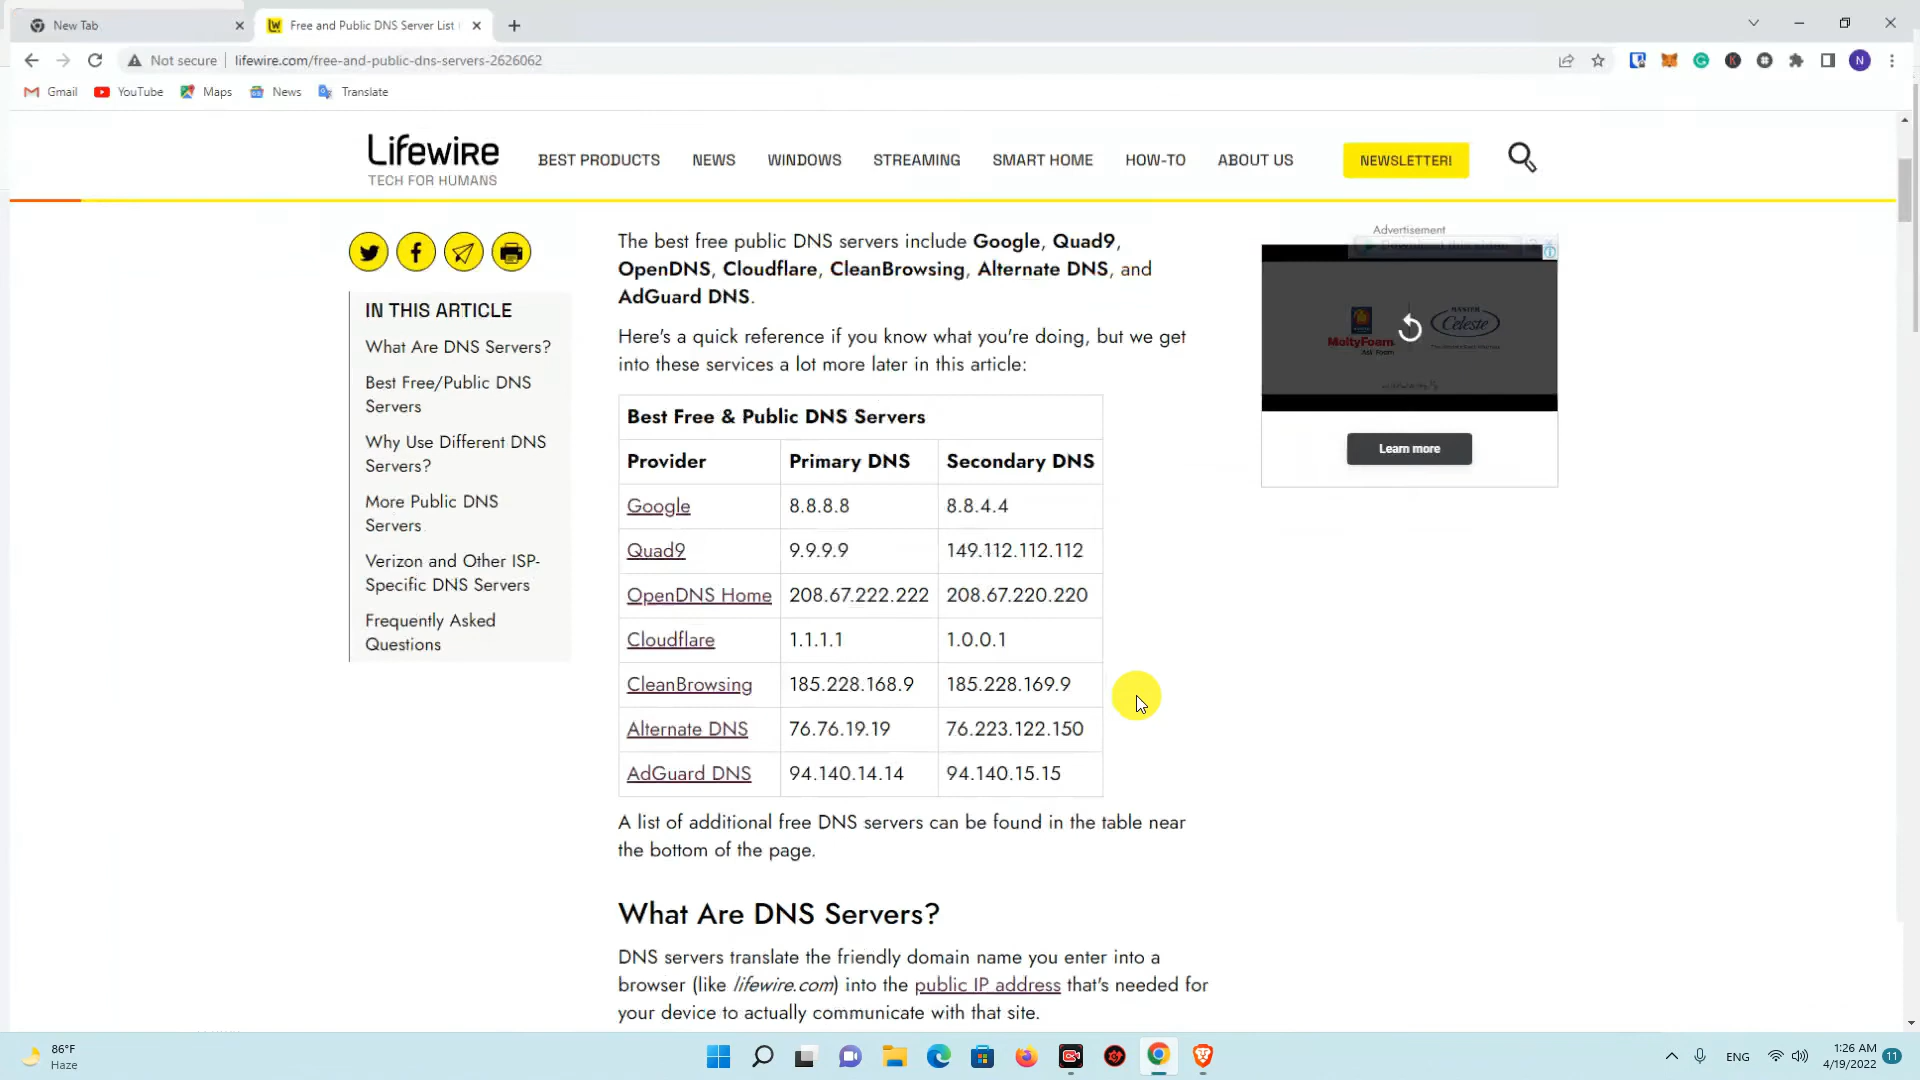 New Tab
Free and Public DNS Server List
Not secure
lifewire.com/free-and-public-dns-servers-2626062
N
Gmail
YouTube
Maps
News
Translate
Lifewire
TECH FOR HUMANS
BEST PRODUCTS
NEWS
WINDOWS
STREAMING
SMART HOME
HOW-TO
ABOUT US
NEWSLETTER!
IN THIS ARTICLE
What Are DNS Servers?
Best Free/Public DNS
Servers
Why Use Different DNS
Servers?
More Public DNS
Servers
Verizon and Other ISP-
Specific DNS Servers
Frequently Asked
Questions
The best free public DNS servers include Google, Quad9,
OpenDNS, Cloudflare, CleanBrowsing, Alternate DNS, and
AdGuard DNS.
Here's a quick reference if you know what you're doing, but we get
into these services a lot more later in this article:
Best Free & Public DNS Servers
Provider Primary DNS Secondary DNS
Google 8.8.8.8 8.8.4.4
Quad9 9.9.9.9 149.112.112.112
OpenDNS Home 208.67.222.222 208.67.220.220
Cloudflare 1.1.1.1 1.0.0.1
CleanBrowsing 185.228.168.9 185.228.169.9
Alternate DNS 76.76.19.19 76.223.122.150
AdGuard DNS 94.140.14.14 94.140.15.15
A list of additional free DNS servers can be found in the table near
the bottom of the page.
What Are DNS Servers?
DNS servers translate the friendly domain name you enter into a
browser (like lifewire.com) into the public IP address that's needed for
your device to actually communicate with that site.
Advertisement
Download this video
MoltyFoam
Celeste
Learn more
86°F
Haze
ENG
1:26 AM
4/19/2022
11